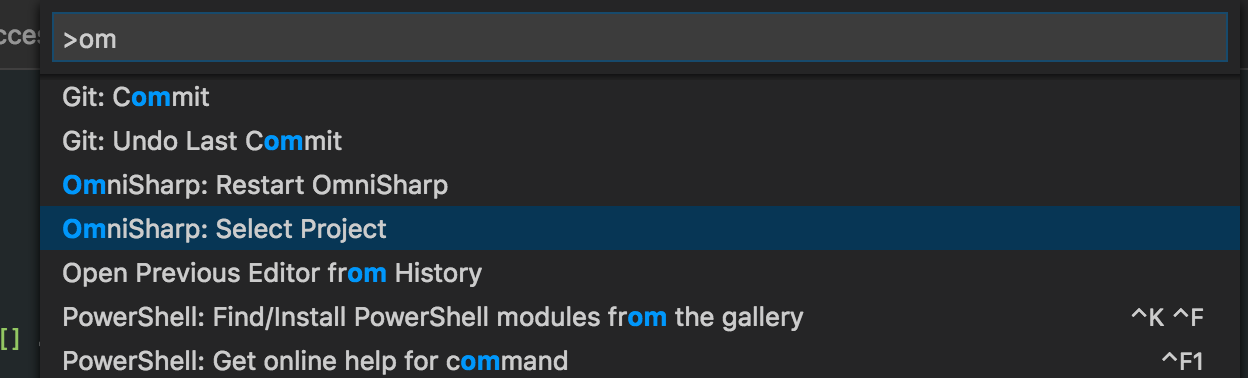 >om
Git: Commit
Git: Undo Last Commit
OmniSharp: Restart OmniSharp
OmniSharp: Select Project
Open Previous Editor from History
PowerShell: Find/Install PowerShell modules from the gallery ^K ^F
[]
PowerShell: Get online help for command ^F1